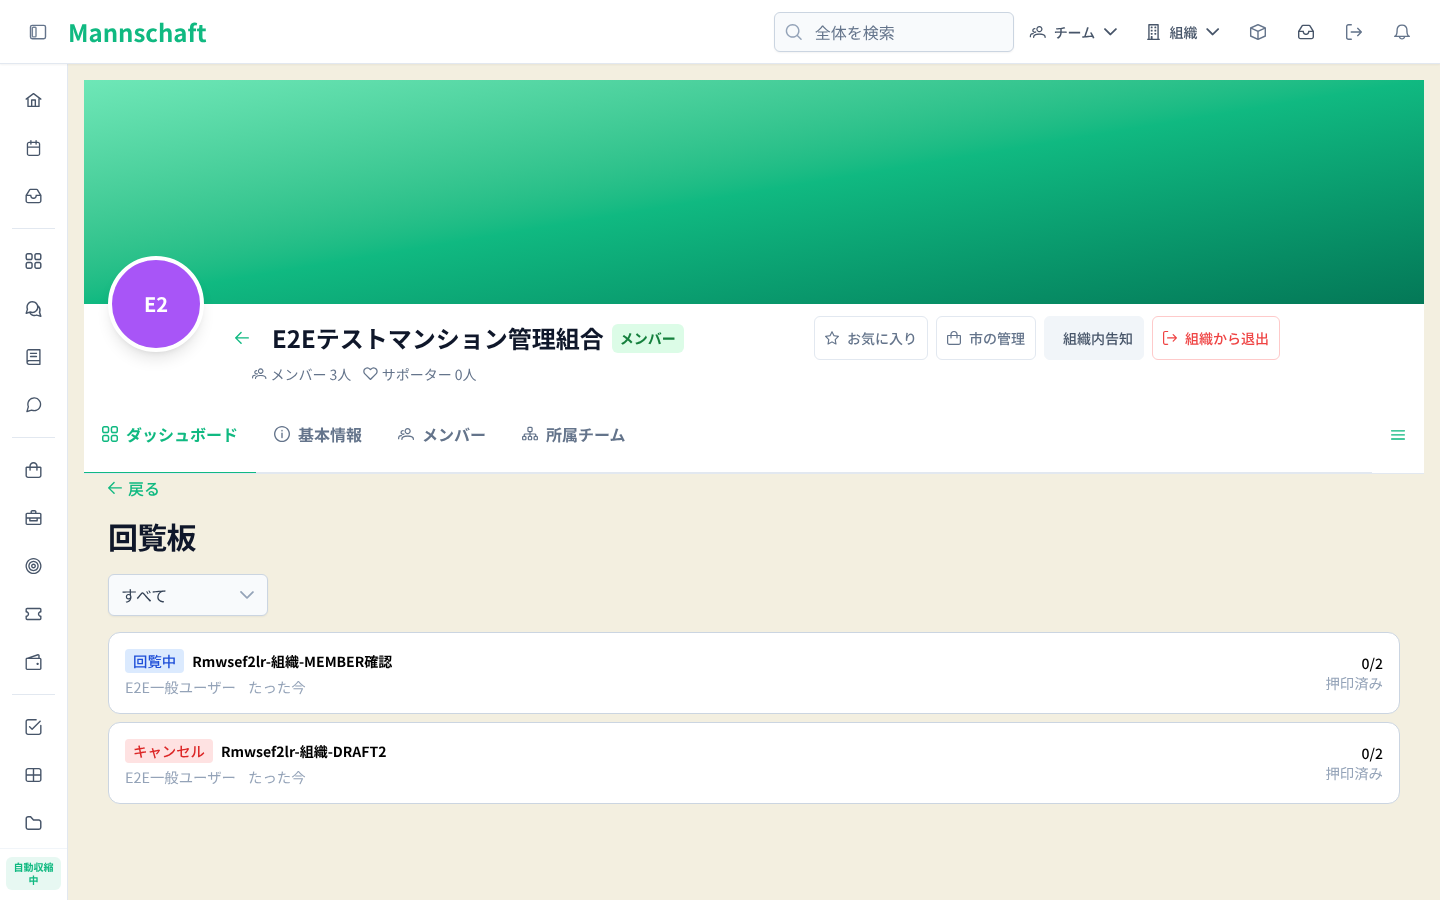 Mannschaft
全体を検索
チーム
組織
E2
E2Eテストマンション管理組合
メンバー
お気に入り
市の管理
組織内告知
組織から退出
メンバー 3人
サポーター 0人
ダッシュボード
基本情報
メンバー
所属チーム
戻る
回覧板
すべて
回覧中 Rmwsef2lr-組織-MEMBER確認
0/2
E2E一般ユーザー たった今
押印済み
キャンセル Rmwsef2lr-組織-DRAFT2
0/2
E2E一般ユーザー たった今
押印済み
自動収縮
中